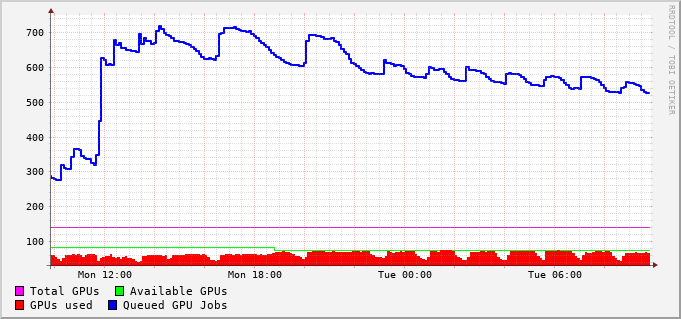 700
600
500
400
300
200
100
Mon 12:00 Mon 18:00 Tue 00:00 Tue 06:00
Total GPUs Available GPUs
GPUs used Queued GPU Jobs
RRDTOOL / TOBI OETIKER